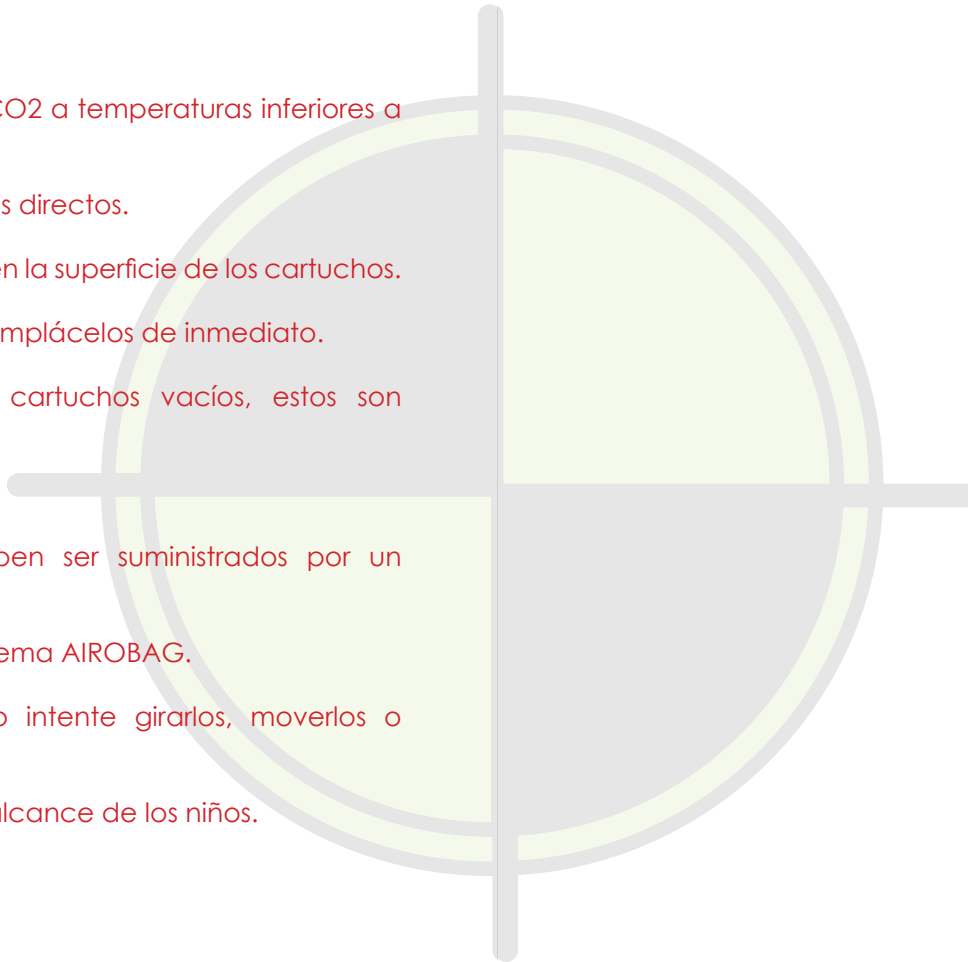 CO2 a temperaturas inferiores a
s directos.
en la superficie de los cartuchos.
mplácelos de inmediato.
cartuchos vacíos, estos son
ben ser suministrados por un
ema AIROBAG.
o intente girarlos, moverlos o
alcance de los niños.